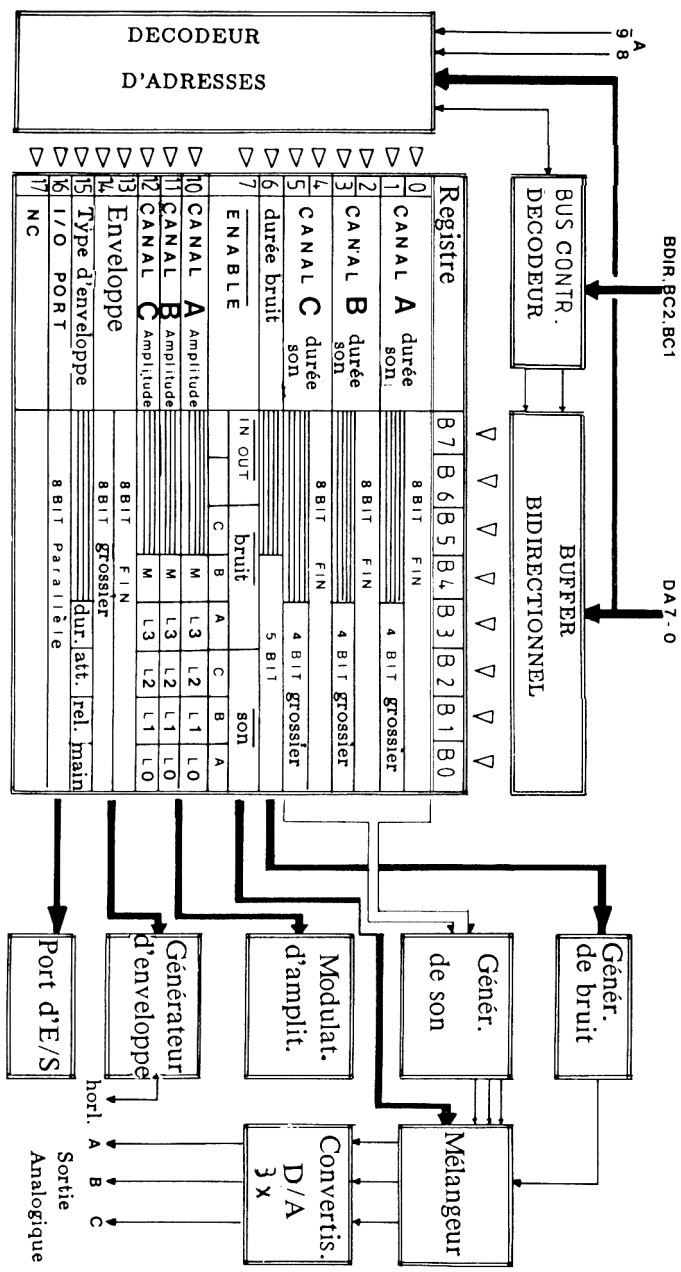 BDIR, BC2, BC1
DA7-0
A
9
8
DECODEUR
D'ADRESSES
BUS CONTR.
DECODEUR
BUFFER
BIDIRECTIONNEL
Registre B7 B6 B5 B4 B3 B2 B1 B0
0 CANAL A durée son 8 BIT FIN
1 4 BIT grossier
2 CANAL B durée son 8 BIT FIN
3 4 BIT grossier
4 CANAL C durée son 8 BIT FIN
5 4 BIT grossier
6 durée bruit 5 BIT
7 ENABLE IN OUT bruit son
C B A C B A
10 CANAL A Amplitude M L3 L2 L1 L0
11 CANAL B Amplitude M L3 L2 L1 L0
12 CANAL C Amplitude M L3 L2 L1 L0
13 Enveloppe 8 BIT FIN
14 8 BIT grossier
15 Type d'enveloppe dur. att. rel. main
16 I/O PORT 8 BIT Parallèle
17 NC
Génér.
de bruit
Génér.
de son
Modulat.
d'amplit.
Générateur
d'enveloppe
Port d'E/S
Mélangeur
Convertis.
D/A
3 X
horl.
A
B
C
Sortie
Analogique